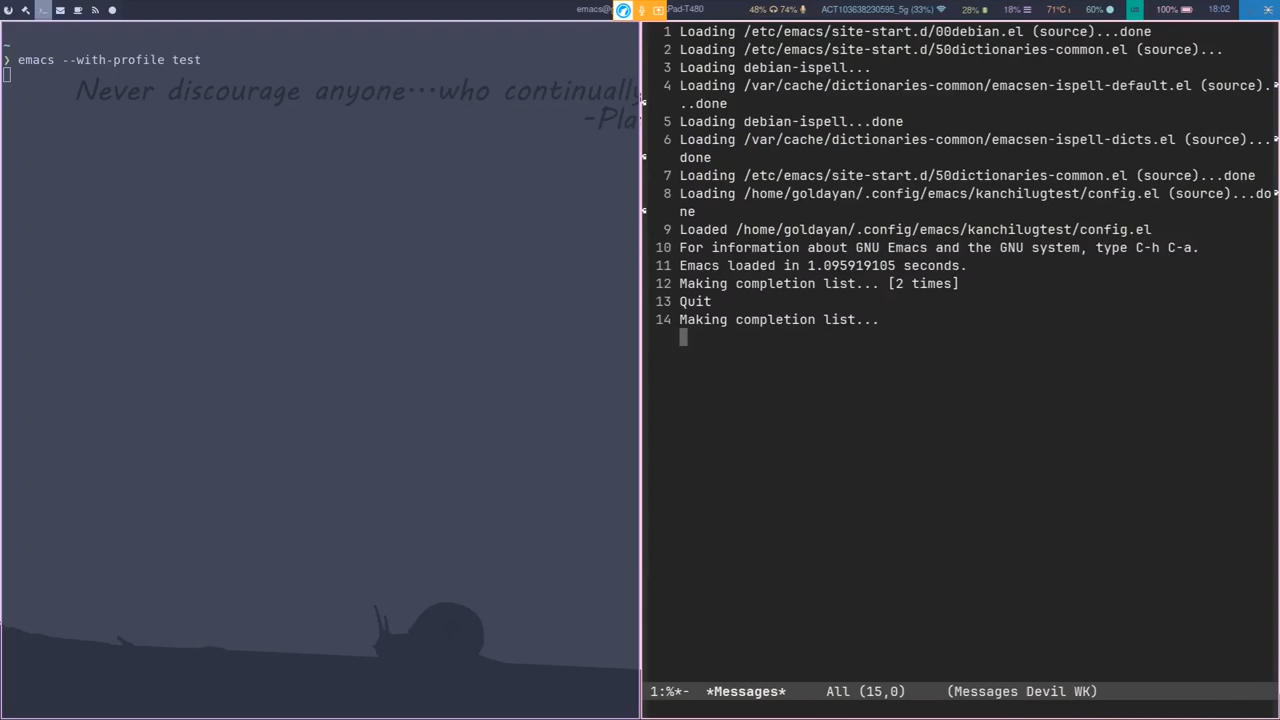 emacs@ Pad-T480 48% 74% ACT103638230595_5g (33%) 28% 18% 71°C 60% us 100% 18:02
~
❯ emacs --with-profile test
Never discourage anyone...who continually
-Pla
1 Loading /etc/emacs/site-start.d/00debian.el (source)...done
2 Loading /etc/emacs/site-start.d/50dictionaries-common.el (source)...
3 Loading debian-ispell...
4 Loading /var/cache/dictionaries-common/emacsen-ispell-default.el (source).
..done
5 Loading debian-ispell...done
6 Loading /var/cache/dictionaries-common/emacsen-ispell-dicts.el (source)...
done
7 Loading /etc/emacs/site-start.d/50dictionaries-common.el (source)...done
8 Loading /home/goldayan/.config/emacs/kanchilugtest/config.el (source)...do
ne
9 Loaded /home/goldayan/.config/emacs/kanchilugtest/config.el
10 For information about GNU Emacs and the GNU system, type C-h C-a.
11 Emacs loaded in 1.095919105 seconds.
12 Making completion list... [2 times]
13 Quit
14 Making completion list...
1:%*- *Messages* All (15,0) (Messages Devil WK)